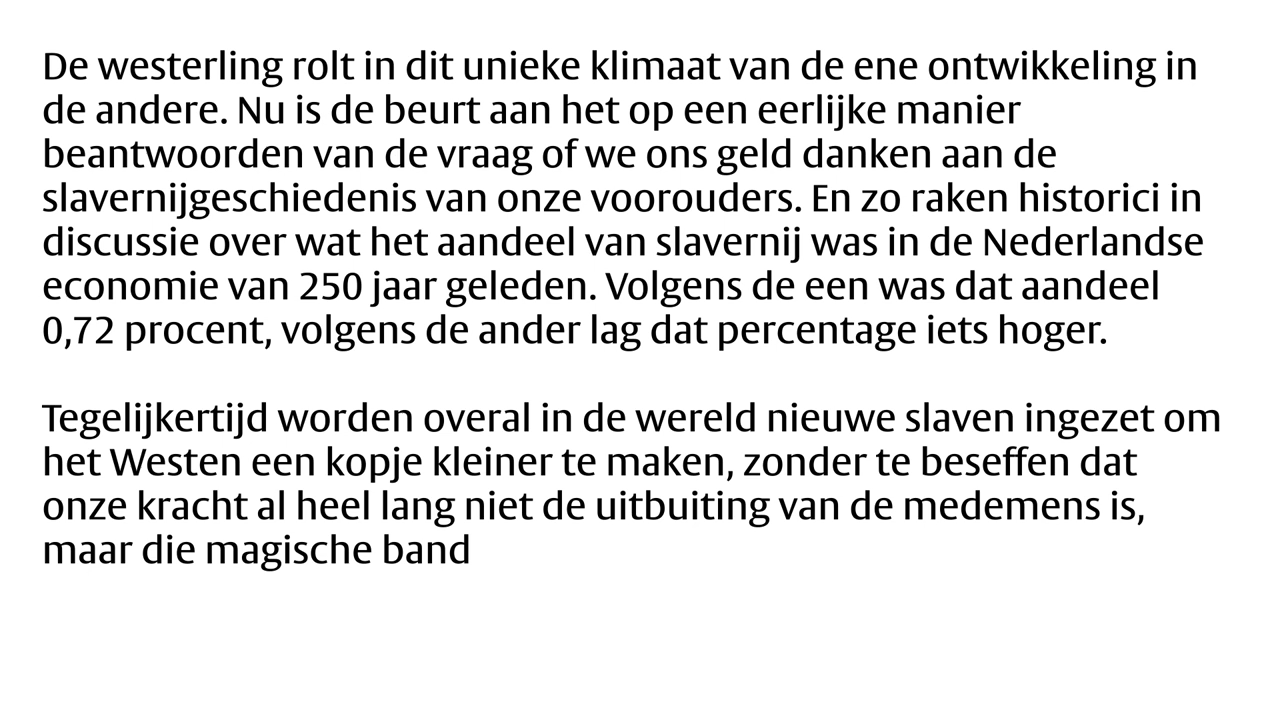 De westerling rolt in dit unieke klimaat van de ene ontwikkeling in
de andere. Nu is de beurt aan het op een eerlijke manier
beantwoorden van de vraag of we ons geld danken aan de
slavernijgeschiedenis van onze voorouders. En zo raken historici in
discussie over wat het aandeel van slavernij was in de Nederlandse
economie van 250 jaar geleden. Volgens de een was dat aandeel
0,72 procent, volgens de ander lag dat percentage iets hoger.

Tegelijkertijd worden overal in de wereld nieuwe slaven ingezet om
het Westen een kopje kleiner te maken, zonder te beseffen dat
onze kracht al heel lang niet de uitbuiting van de medemens is,
maar die magische band